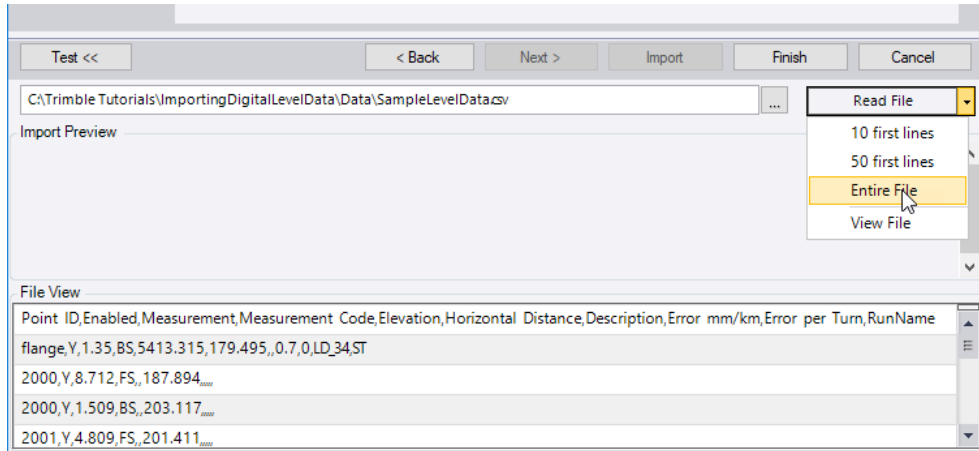 Test <<
< Back
Next >
Import
Finish
Cancel
C:\Trimble Tutorials\ImportingDigitalLevelData\Data\SampleLevelData.csv
...
Read File
Import Preview
10 first lines
50 first lines
Entire File
View File
File View
Point ID,Enabled,Measurement,Measurement Code,Elevation,Horizontal Distance,Description,Error mm/km,Error per Turn,RunName
flange,Y,1.35,BS,5413.315,179.495,,0.7,0,LD_34,ST
2000,Y,8.712,FS,,187.894,,,,,
2000,Y,1.509,BS,,203.117,,,,,
2001,Y,4.809,FS,,201.411,,,,,